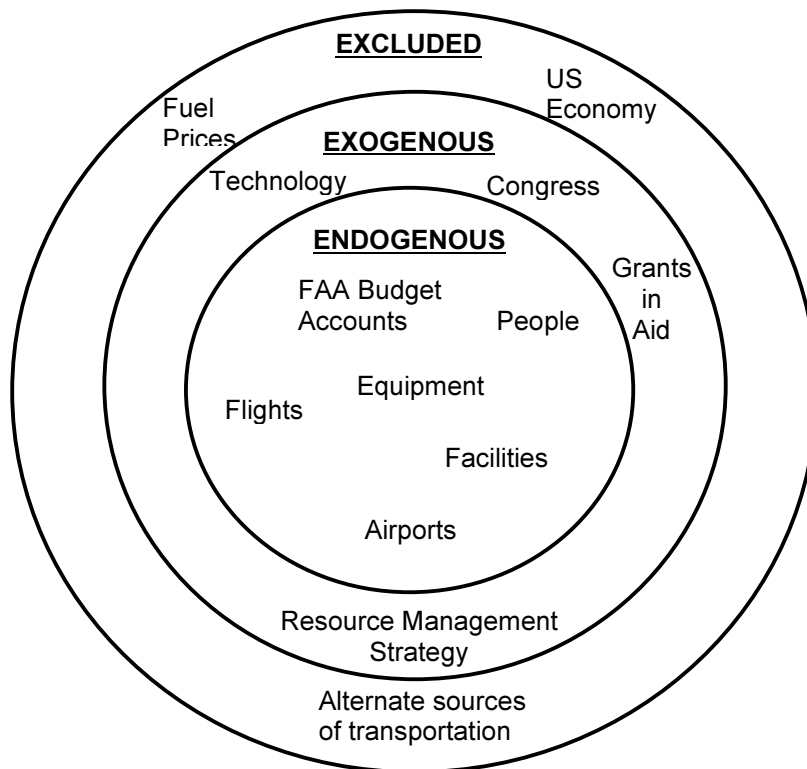 EXCLUDED
US
Economy
Fuel
Prices
EXOGENOUS
Technology
Congress
ENDOGENOUS
Grants
in
Aid
FAA Budget
Accounts
People
Equipment
Flights
Facilities
Airports
Resource Management
Strategy
Alternate sources
of transportation